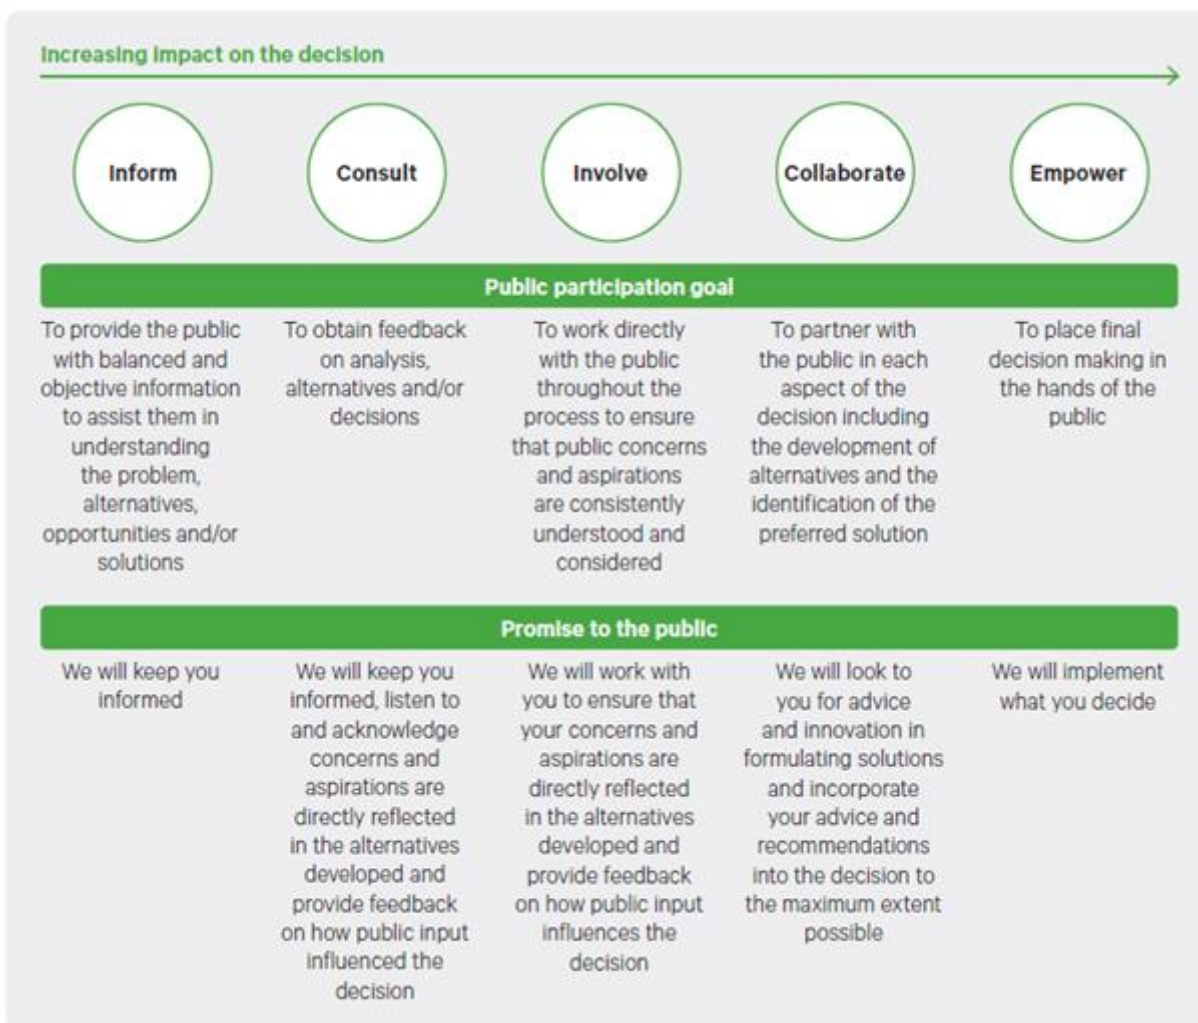 Increasing impact on the decision
Inform
Consult
Involve
Collaborate
Empower
Public participation goal
To provide the public
with balanced and
objective information
to assist them in
understanding
the problem,
alternatives,
opportunities and/or
solutions
To obtain feedback
on analysis,
alternatives and/or
decisions
To work directly
with the public
throughout the
process to ensure
that public concerns
and aspirations
are consistently
understood and
considered
To partner with
the public in each
aspect of the
decision including
the development of
alternatives and the
identification of the
preferred solution
To place final
decision making in
the hands of the
public
Promise to the public
We will keep you
informed
We will keep you
informed, listen to
and acknowledge
concerns and
aspirations are
directly reflected
in the alternatives
developed and
provide feedback
on how public input
influenced the
decision
We will work with
you to ensure that
your concerns and
aspirations are
directly reflected
in the alternatives
developed and
provide feedback
on how public input
influences the
decision
We will look to
you for advice
and innovation in
formulating solutions
and incorporate
your advice and
recommendations
into the decision to
the maximum extent
possible
We will implement
what you decide